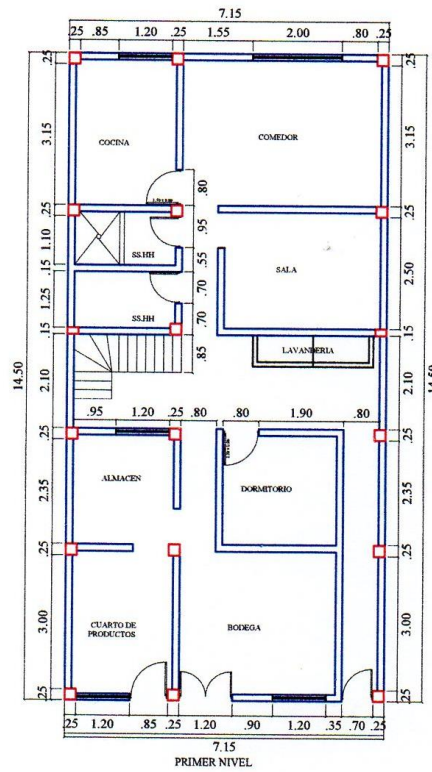 7.15
.25 .85 1.20 .25 1.55 2.00 .80 .25
.25 .25
3.15 COCINA COMEDOR 3.15
.80
.25 .25
.95
1.10 SS.HH SALA 2.50
.55
.15
1.25 SS.HH .70
.70
.15 .15
LAVANDERIA
.85
14.50 2.10 2.10 14.50
.95 1.20 .25 .80 .80 1.90 .80
.25 .25
2.35 ALMACEN DORMITORIO 2.35
.25 .25
3.00 CUARTO DE PRODUCTOS BODEGA 3.00
.25 .25
.25 1.20 .85 .25 1.20 .90 1.20 .35 .70 .25
7.15
PRIMER NIVEL